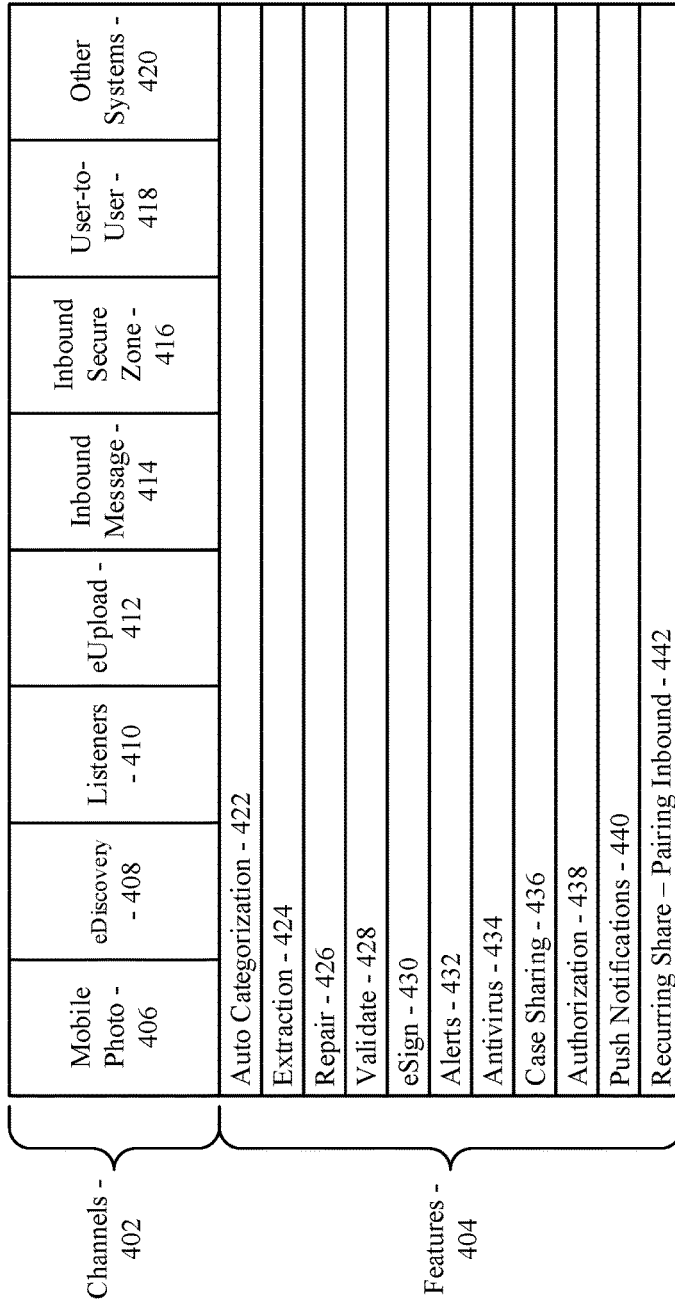 Channels -
402
Mobile
Photo -
406
eDiscovery
- 408
Listeners
- 410
eUpload -
412
Inbound
Message -
414
Inbound
Secure
Zone -
416
User-to-
User -
418
Other
Systems -
420
Features -
404
Auto Categorization - 422
Extraction - 424
Repair - 426
Validate - 428
eSign - 430
Alerts - 432
Antivirus - 434
Case Sharing - 436
Authorization - 438
Push Notifications - 440
Recurring Share – Pairing Inbound - 442